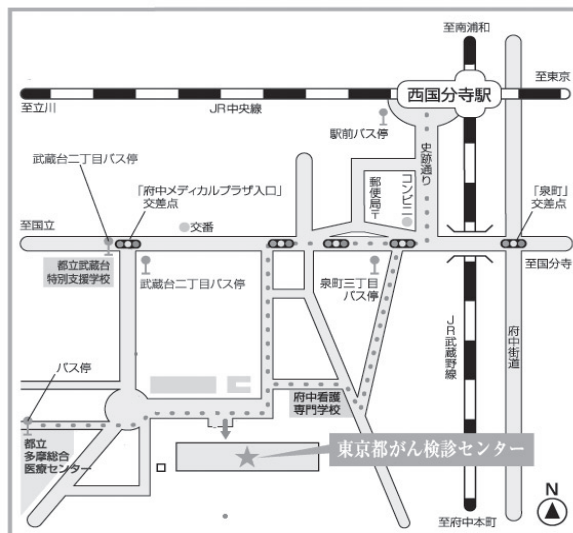 至南浦和
西国分寺駅
至東京
至立川
JR中央線
駅前バス停
史跡通り
武蔵台二丁目バス停
「府中メディカルプラザ入口」
交差点
交番
郵便局〒
コンビニ
「泉町」
交差点
至国立
至国分寺
都立武蔵台
特別支援学校
武蔵台二丁目バス停
泉町三丁目
バス停
JR武蔵野線
府中街道
バス停
府中看護
専門学校
都立
多摩総合
医療センター
東京都がん検診センター
N
至府中本町